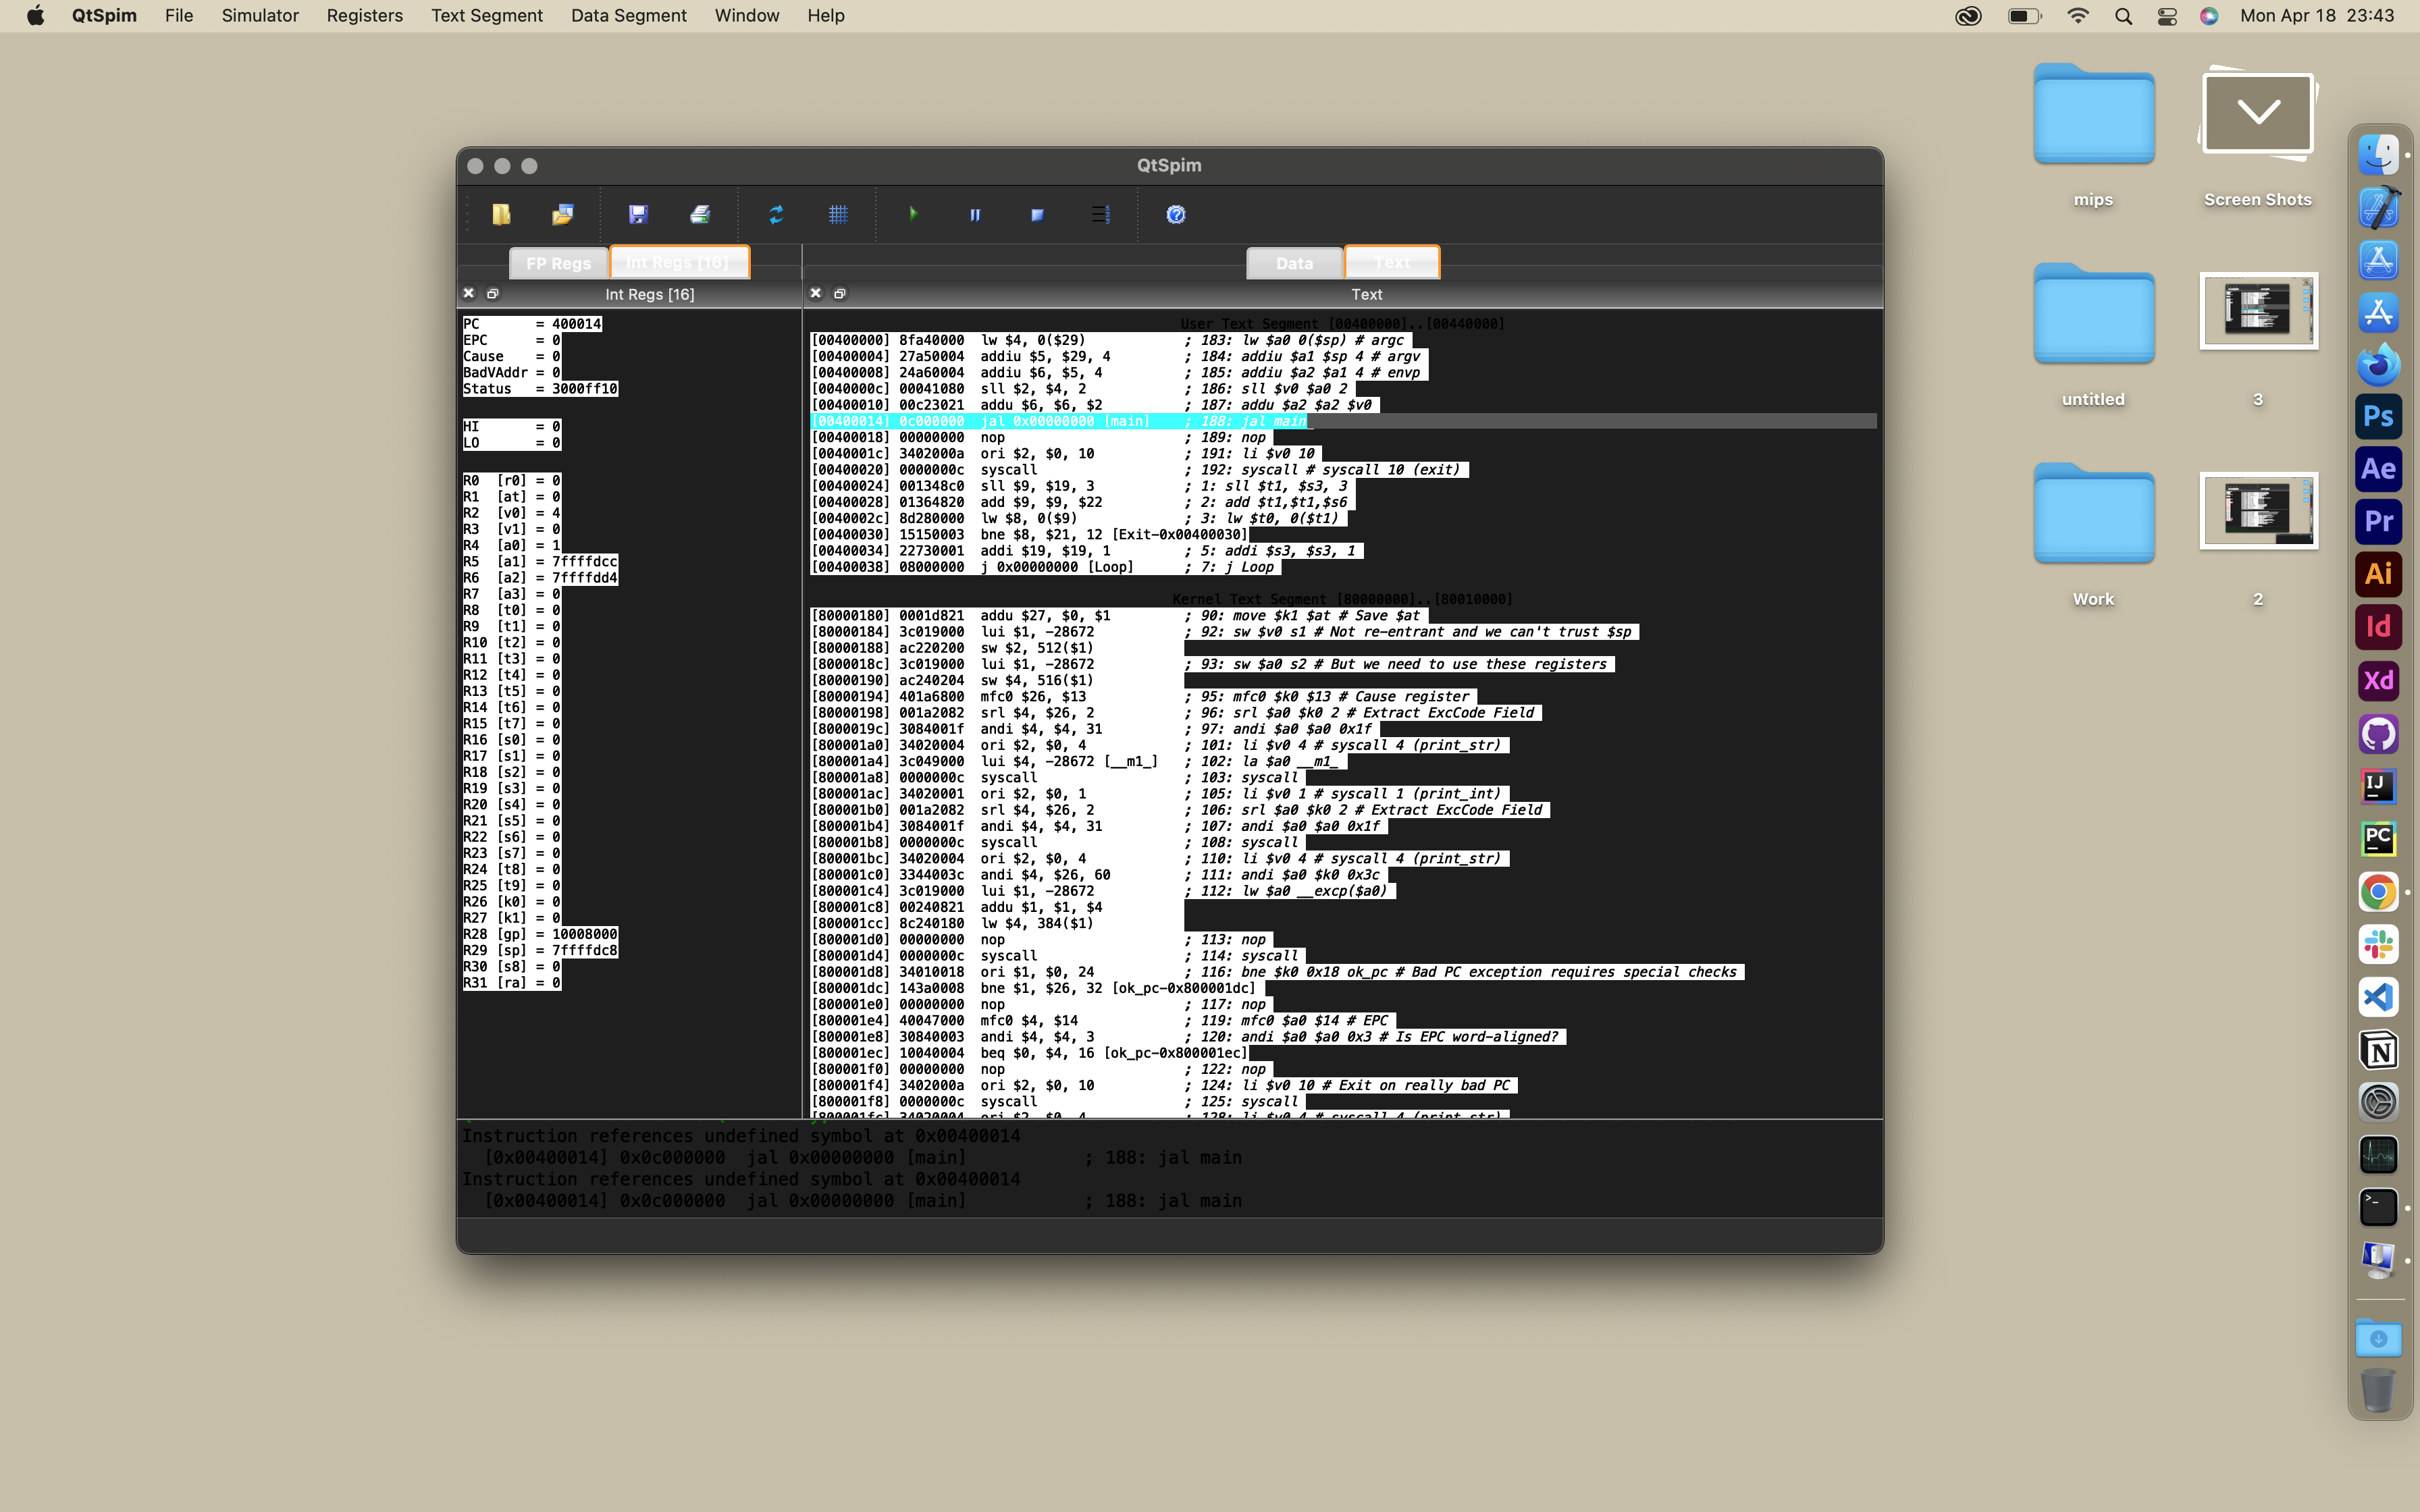 QtSpim File Simulator Registers Text Segment Data Segment Window Help Mon Apr 18 23:43
QtSpim
FP Regs Int Regs [16] Data Text
Int Regs [16]
PC = 400014
EPC = 0
Cause = 0
BadVAddr = 0
Status = 3000ff10
HI = 0
LO = 0
R0 [r0] = 0
R1 [at] = 0
R2 [v0] = 4
R3 [v1] = 0
R4 [a0] = 1
R5 [a1] = 7ffffdcc
R6 [a2] = 7ffffdd4
R7 [a3] = 0
R8 [t0] = 0
R9 [t1] = 0
R10 [t2] = 0
R11 [t3] = 0
R12 [t4] = 0
R13 [t5] = 0
R14 [t6] = 0
R15 [t7] = 0
R16 [s0] = 0
R17 [s1] = 0
R18 [s2] = 0
R19 [s3] = 0
R20 [s4] = 0
R21 [s5] = 0
R22 [s6] = 0
R23 [s7] = 0
R24 [t8] = 0
R25 [t9] = 0
R26 [k0] = 0
R27 [k1] = 0
R28 [gp] = 10008000
R29 [sp] = 7ffffdc8
R30 [s8] = 0
R31 [ra] = 0
Text
User Text Segment [00400000]..[00440000]
[00400000] 8fa40000 lw $4, 0($29) ; 183: lw $a0 0($sp) # argc
[00400004] 27a50004 addiu $5, $29, 4 ; 184: addiu $a1 $sp 4 # argv
[00400008] 24a60004 addiu $6, $5, 4 ; 185: addiu $a2 $a1 4 # envp
[0040000c] 00041080 sll $2, $4, 2 ; 186: sll $v0 $a0 2
[00400010] 00c23021 addu $6, $6, $2 ; 187: addu $a2 $a2 $v0
[00400014] 0c000000 jal 0x00000000 [main] ; 188: jal main
[00400018] 00000000 nop ; 189: nop
[0040001c] 3402000a ori $2, $0, 10 ; 191: li $v0 10
[00400020] 0000000c syscall ; 192: syscall # syscall 10 (exit)
[00400024] 001348c0 sll $9, $19, 3 ; 1: sll $t1, $s3, 3
[00400028] 01364820 add $9, $9, $22 ; 2: add $t1,$t1,$s6
[0040002c] 8d280000 lw $8, 0($9) ; 3: lw $t0, 0($t1)
[00400030] 15150003 bne $8, $21, 12 [Exit-0x00400030]
[00400034] 22730001 addi $19, $19, 1 ; 5: addi $s3, $s3, 1
[00400038] 08000000 j 0x00000000 [Loop] ; 7: j Loop
Kernel Text Segment [80000000]..[80010000]
[80000180] 0001d821 addu $27, $0, $1 ; 90: move $k1 $at # Save $at
[80000184] 3c019000 lui $1, -28672 ; 92: sw $v0 s1 # Not re-entrant and we can't trust $sp
[80000188] ac220200 sw $2, 512($1)
[8000018c] 3c019000 lui $1, -28672 ; 93: sw $a0 s2 # But we need to use these registers
[80000190] ac240204 sw $4, 516($1)
[80000194] 401a6800 mfc0 $26, $13 ; 95: mfc0 $k0 $13 # Cause register
[80000198] 001a2082 srl $4, $26, 2 ; 96: srl $a0 $k0 2 # Extract ExcCode Field
[8000019c] 3084001f andi $4, $4, 31 ; 97: andi $a0 $a0 0x1f
[800001a0] 34020004 ori $2, $0, 4 ; 101: li $v0 4 # syscall 4 (print_str)
[800001a4] 3c049000 lui $4, -28672 [__m1_] ; 102: la $a0 __m1_
[800001a8] 0000000c syscall ; 103: syscall
[800001ac] 34020001 ori $2, $0, 1 ; 105: li $v0 1 # syscall 1 (print_int)
[800001b0] 001a2082 srl $4, $26, 2 ; 106: srl $a0 $k0 2 # Extract ExcCode Field
[800001b4] 3084001f andi $4, $4, 31 ; 107: andi $a0 $a0 0x1f
[800001b8] 0000000c syscall ; 108: syscall
[800001bc] 34020004 ori $2, $0, 4 ; 110: li $v0 4 # syscall 4 (print_str)
[800001c0] 3344003c andi $4, $26, 60 ; 111: andi $a0 $k0 0x3c
[800001c4] 3c019000 lui $1, -28672 ; 112: lw $a0 __excp($a0)
[800001c8] 00240821 addu $1, $1, $4
[800001cc] 8c240180 lw $4, 384($1)
[800001d0] 00000000 nop ; 113: nop
[800001d4] 0000000c syscall ; 114: syscall
[800001d8] 34010018 ori $1, $0, 24 ; 116: bne $k0 0x18 ok_pc # Bad PC exception requires special checks
[800001dc] 143a0008 bne $1, $26, 32 [ok_pc-0x800001dc]
[800001e0] 00000000 nop ; 117: nop
[800001e4] 40047000 mfc0 $4, $14 ; 119: mfc0 $a0 $14 # EPC
[800001e8] 30840003 andi $4, $4, 3 ; 120: andi $a0 $a0 0x3 # Is EPC word-aligned?
[800001ec] 10040004 beq $0, $4, 16 [ok_pc-0x800001ec]
[800001f0] 00000000 nop ; 122: nop
[800001f4] 3402000a ori $2, $0, 10 ; 124: li $v0 10 # Exit on really bad PC
[800001f8] 0000000c syscall ; 125: syscall
[800001fc] 34020004 ori $2, $0, 4 ; 128: li $v0 4 # syscall 4 (print_str)
Instruction references undefined symbol at 0x00400014
[0x00400014] 0x0c000000 jal 0x00000000 [main] ; 188: jal main
Instruction references undefined symbol at 0x00400014
[0x00400014] 0x0c000000 jal 0x00000000 [main] ; 188: jal main
mips
Screen Shots
untitled
3
Work
2
Ps
Ae
Pr
Ai
Id
Xd
IJ
PC
N